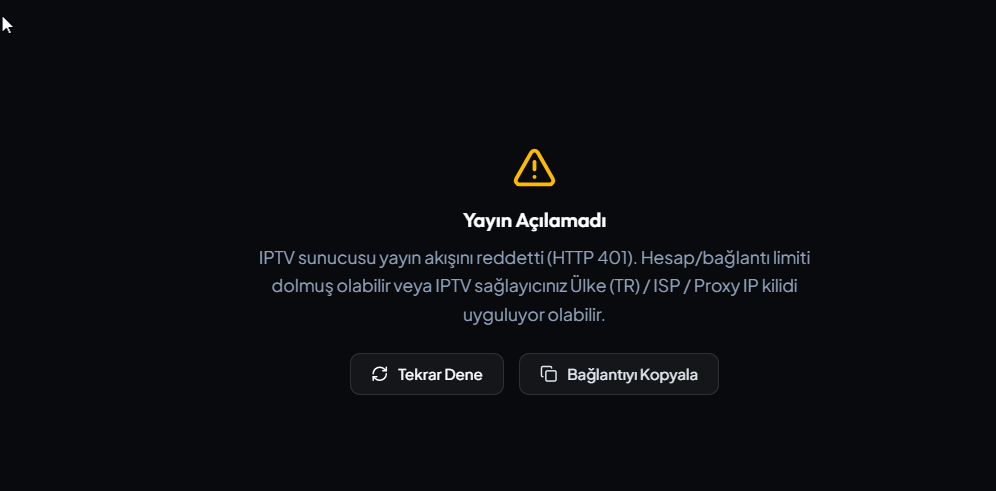 Yayın Açılamadı
IPTV sunucusu yayın akışını reddetti (HTTP 401). Hesap/bağlantı limiti
dolmuş olabilir veya IPTV sağlayıcınız Ülke (TR) / ISP / Proxy IP kilidi
uyguluyor olabilir.
Tekrar Dene
Bağlantıyı Kopyala